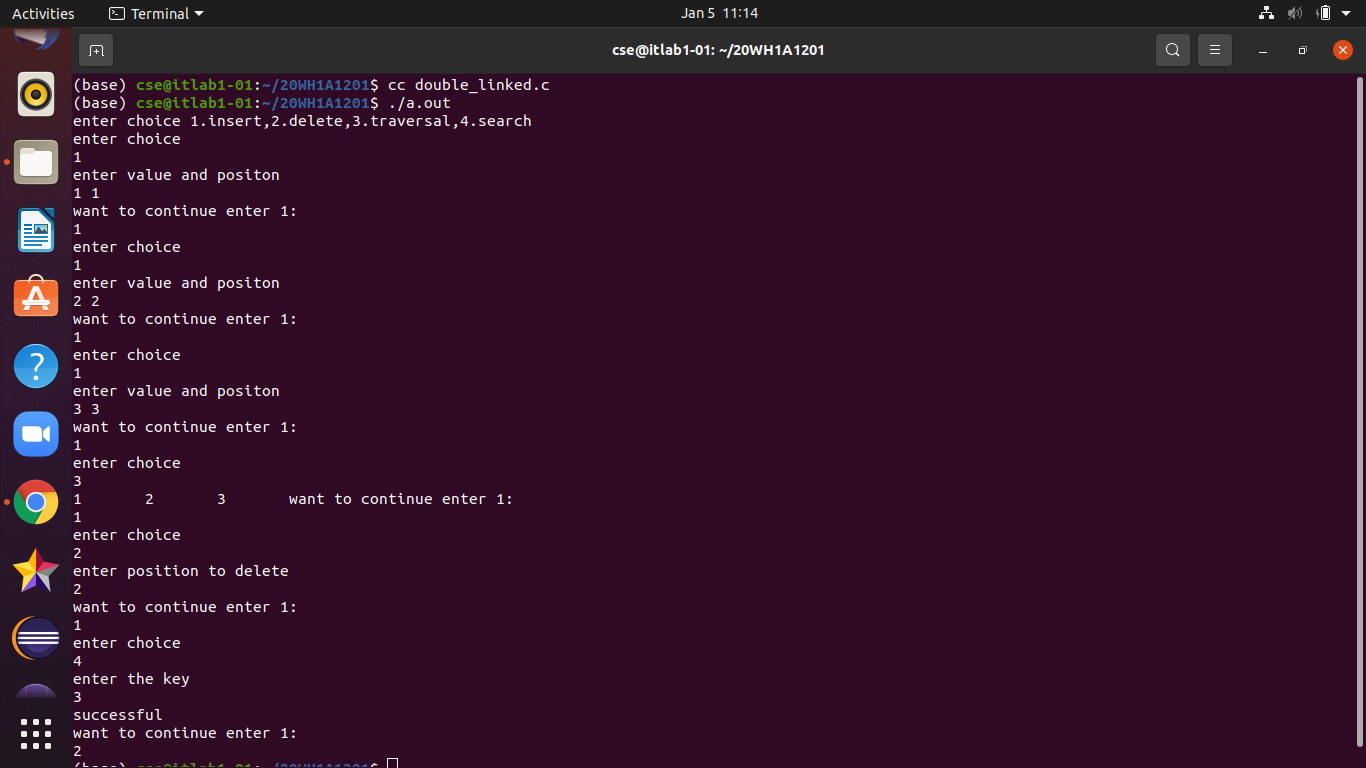 Activities Terminal Jan 5 11:14
cse@itlab1-01: ~/20WH1A1201
(base) cse@itlab1-01:~/20WH1A1201$ cc double_linked.c
(base) cse@itlab1-01:~/20WH1A1201$ ./a.out
enter choice 1.insert,2.delete,3.traversal,4.search
enter choice
1
enter value and positon
1 1
want to continue enter 1:
1
enter choice
1
enter value and positon
2 2
want to continue enter 1:
1
enter choice
1
enter value and positon
3 3
want to continue enter 1:
1
enter choice
3
1 2 3 want to continue enter 1:
1
enter choice
2
enter position to delete
2
want to continue enter 1:
1
enter choice
4
enter the key
3
successful
want to continue enter 1:
2
(base) cse@itlab1-01:~/20WH1A1201$